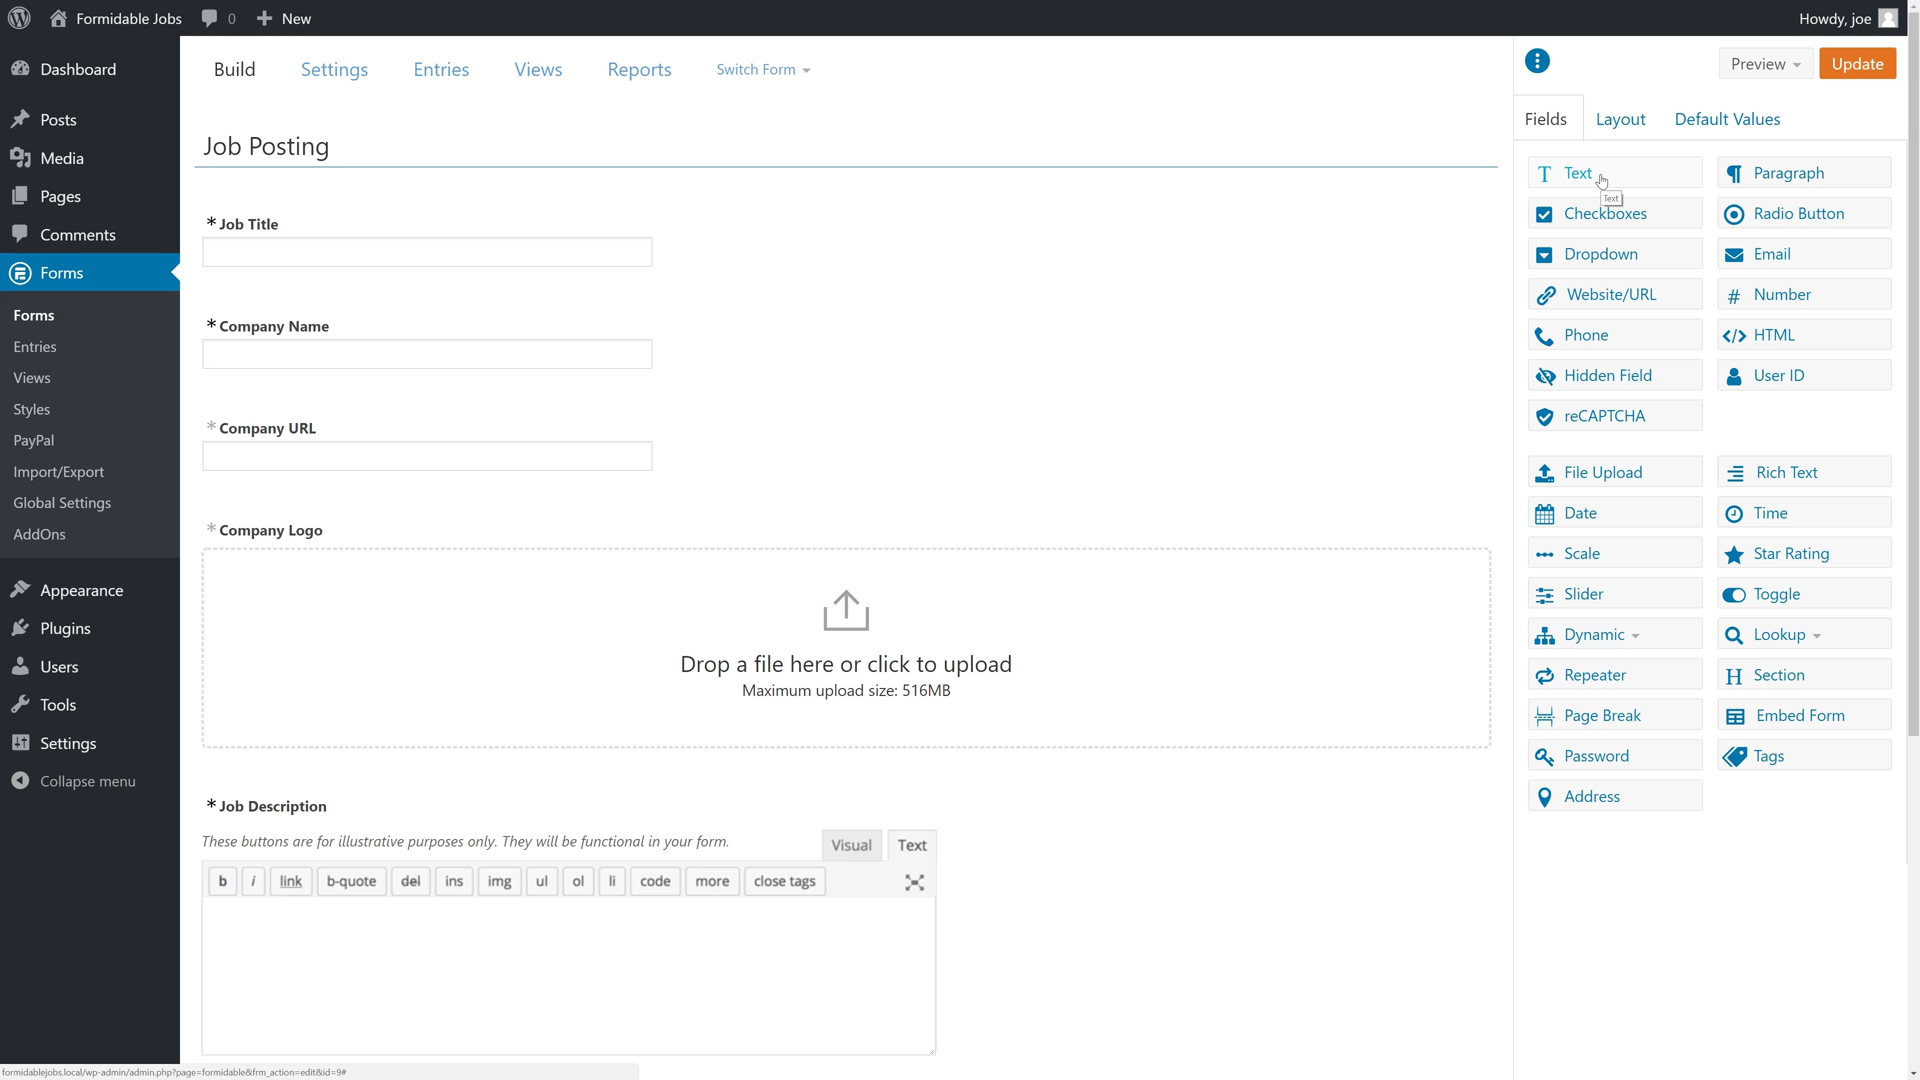 Formidable Jobs 0 New Howdy, joe
Dashboard
Posts
Media
Pages
Comments
Forms
Forms
Entries
Views
Styles
PayPal
Import/Export
Global Settings
AddOns
Appearance
Plugins
Users
Tools
Settings
Collapse menu
Build Settings Entries Views Reports Switch Form
Job Posting
* Job Title
* Company Name
* Company URL
* Company Logo
Drop a file here or click to upload
Maximum upload size: 516MB
* Job Description
These buttons are for illustrative purposes only. They will be functional in your form.
Visual Text
b i link b-quote del ins img ul ol li code more close tags
Preview Update
Fields Layout Default Values
Text Paragraph
Text
Checkboxes Radio Button
Dropdown Email
Website/URL Number
Phone HTML
Hidden Field User ID
reCAPTCHA
File Upload Rich Text
Date Time
Scale Star Rating
Slider Toggle
Dynamic Lookup
Repeater Section
Page Break Embed Form
Password Tags
Address
formidablejobs.local/wp-admin/admin.php?page=formidable&frm_action=edit&id=9#